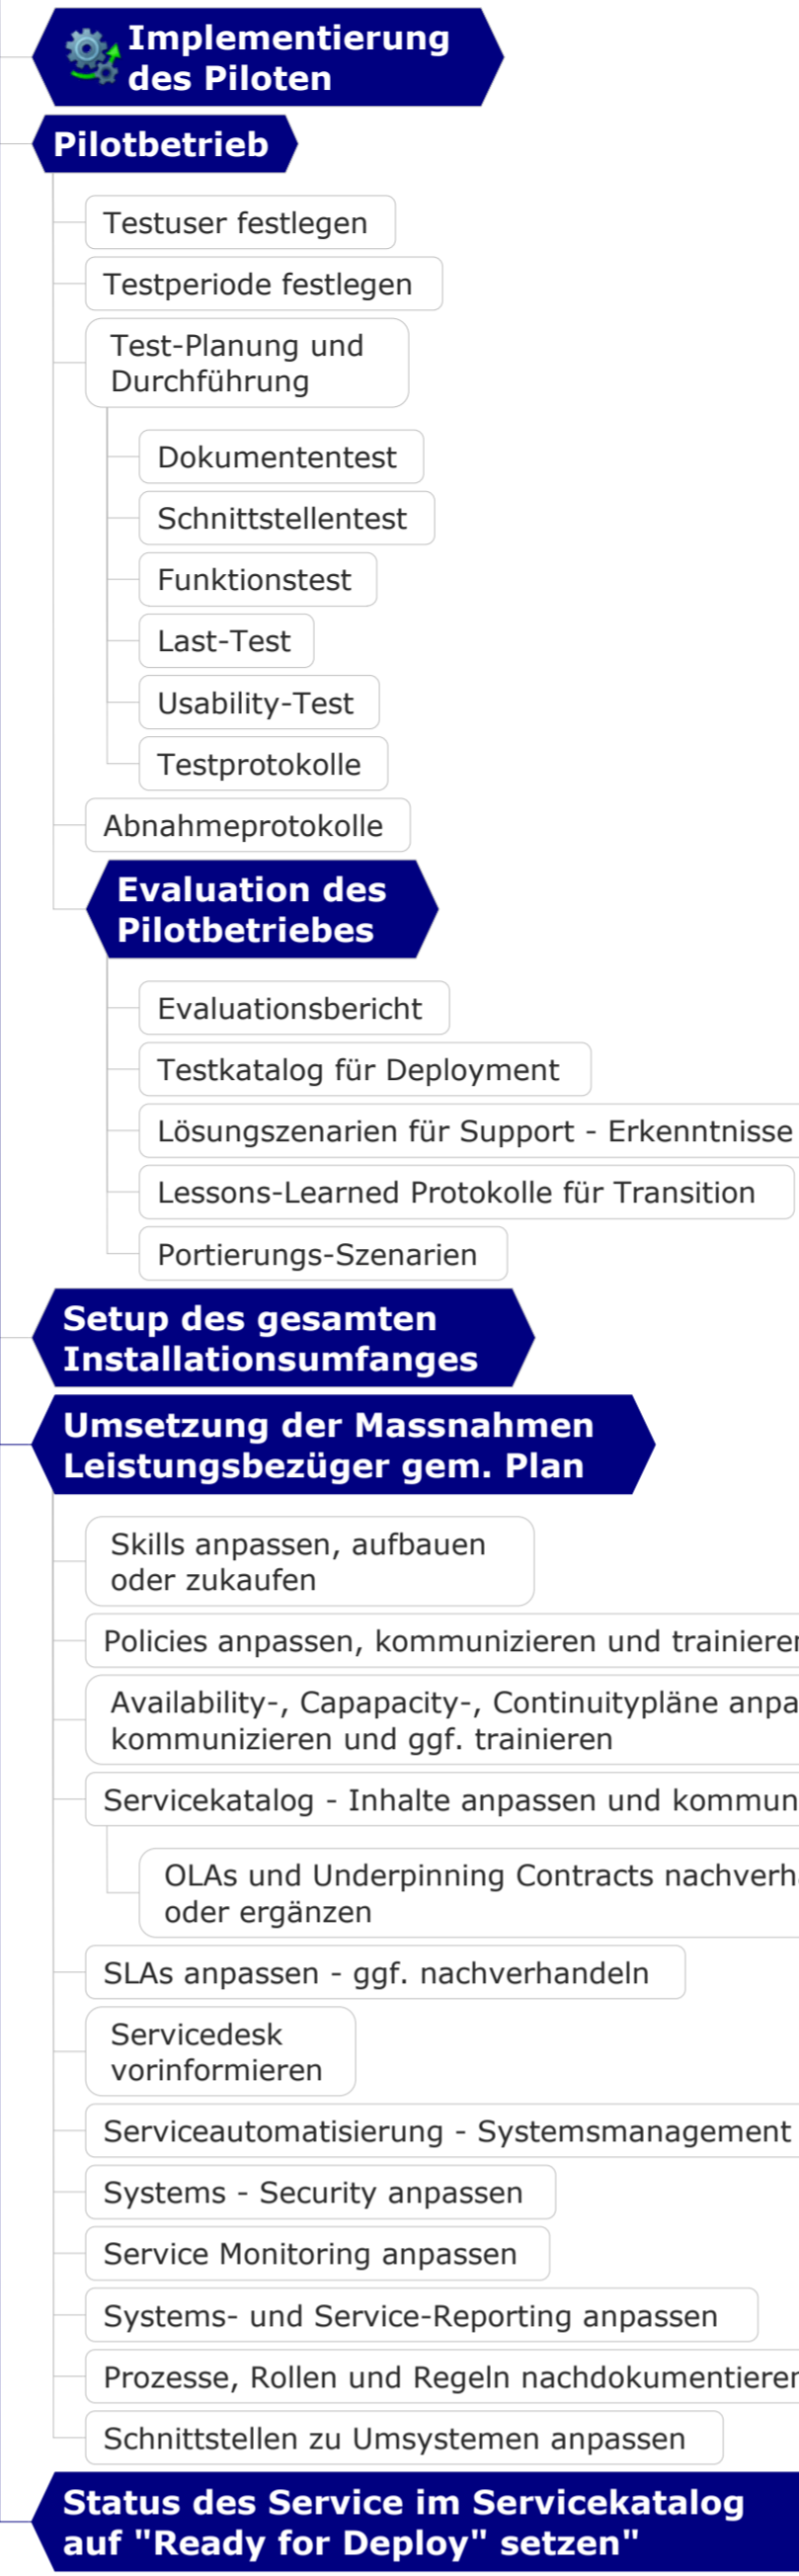 Implementierung
des Piloten
Pilotbetrieb
Testuser festlegen
Testperiode festlegen
Test-Planung und
Durchführung
Dokumententest
Schnittstellentest
Funktionstest
Last-Test
Usability-Test
Testprotokolle
Abnahmeprotokolle
Evaluation des
Pilotbetriebes
Evaluationsbericht
Testkatalog für Deployment
Lösungszenarien für Support - Erkenntnisse
Lessons-Learned Protokolle für Transition
Portierungs-Szenarien
Setup des gesamten
Installationsumfanges
Umsetzung der Massnahmen
Leistungsbezüger gem. Plan
Skills anpassen, aufbauen
oder zukaufen
Policies anpassen, kommunizieren und trainieren
Availability-, Capapacity-, Continuitypläne anpa
kommunizieren und ggf. trainieren
Servicekatalog - Inhalte anpassen und kommun
OLAs und Underpinning Contracts nachverha
oder ergänzen
SLAs anpassen - ggf. nachverhandeln
Servicedesk
vorinformieren
Serviceautomatisierung - Systemsmanagement
Systems - Security anpassen
Service Monitoring anpassen
Systems- und Service-Reporting anpassen
Prozesse, Rollen und Regeln nachdokumentieren
Schnittstellen zu Umsystemen anpassen
Status des Service im Servicekatalog
auf "Ready for Deploy" setzen"